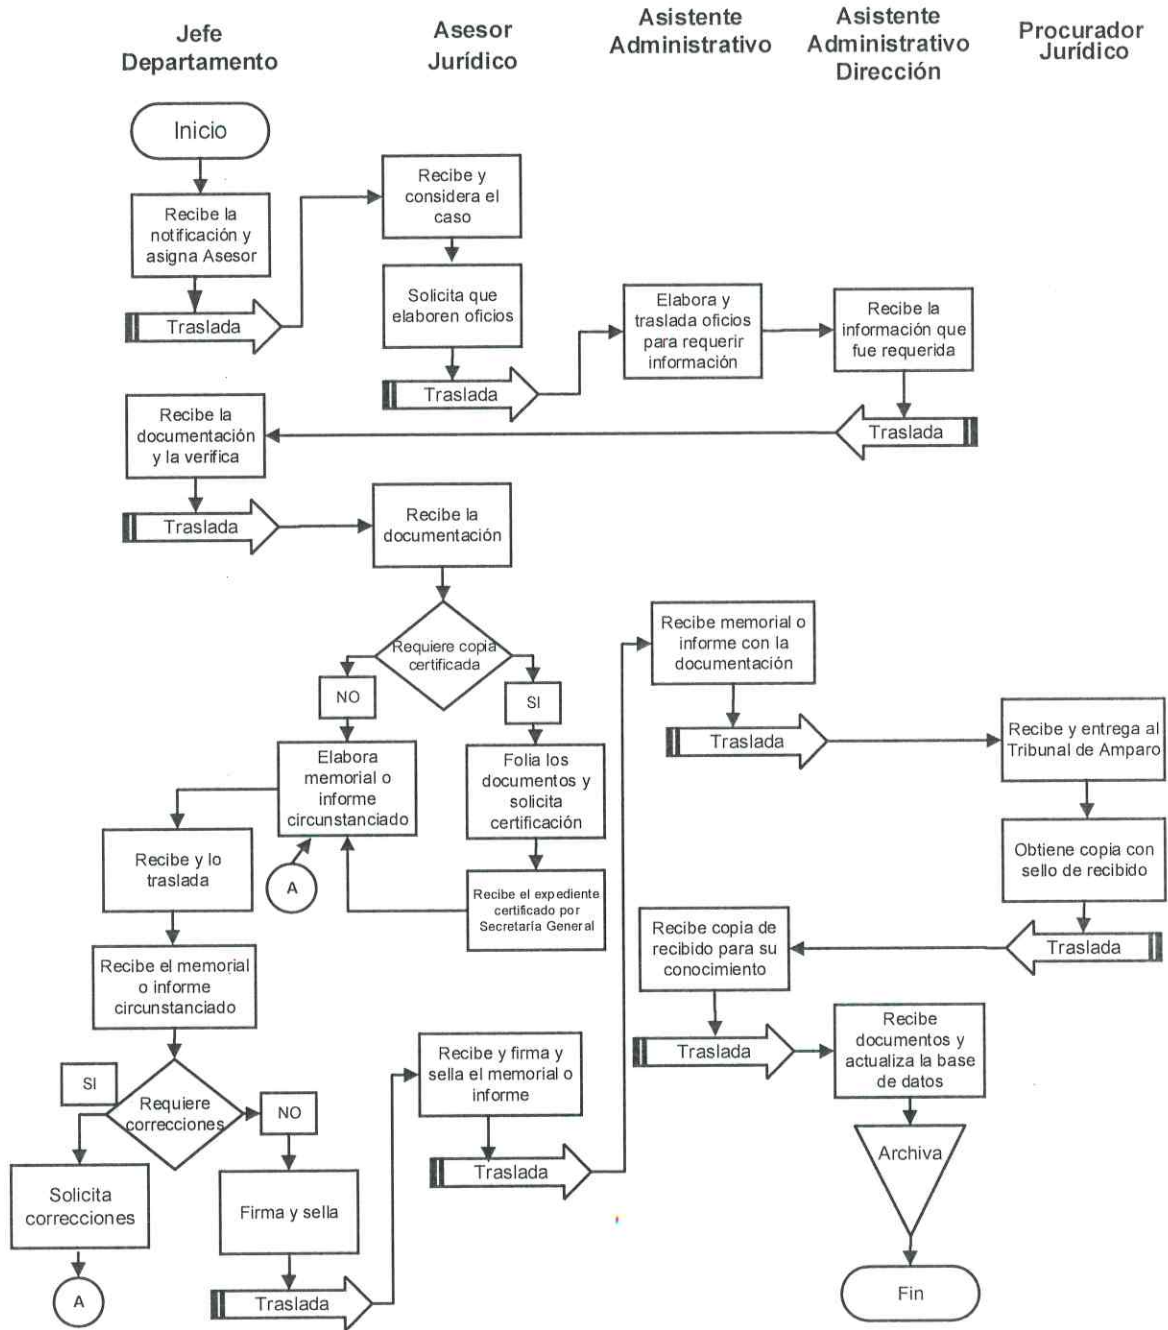 Jefe
Departamento
Asesor
Jurídico
Asistente
Administrativo
Asistente
Administrativo
Dirección
Procurador
Jurídico
Inicio
Recibe la
notificación y
asigna Asesor
Traslada
Recibe y
considera el
caso
Solicita que
elaboren oficios
Traslada
Elabora y
traslada oficios
para requerir
información
Recibe la
información que
fue requerida
Traslada
Recibe la
documentación
y la verifica
Traslada
Recibe la
documentación
Requiere copia
certificada
NO
SI
Elabora
memorial o
informe
circunstanciado
Folia los
documentos y
solicita
certificación
Recibe el expediente
certificado por
Secretaría General
A
Recibe y lo
traslada
Recibe el memorial
o informe
circunstanciado
Requiere
correcciones
SI
NO
Solicita
correcciones
A
Firma y sella
Traslada
Recibe y firma y
sella el memorial o
informe
Traslada
Recibe memorial o
informe con la
documentación
Traslada
Recibe y entrega al
Tribunal de Amparo
Obtiene copia con
sello de recibido
Traslada
Recibe copia de
recibido para su
conocimiento
Traslada
Recibe
documentos y
actualiza la base
de datos
Archiva
Fin